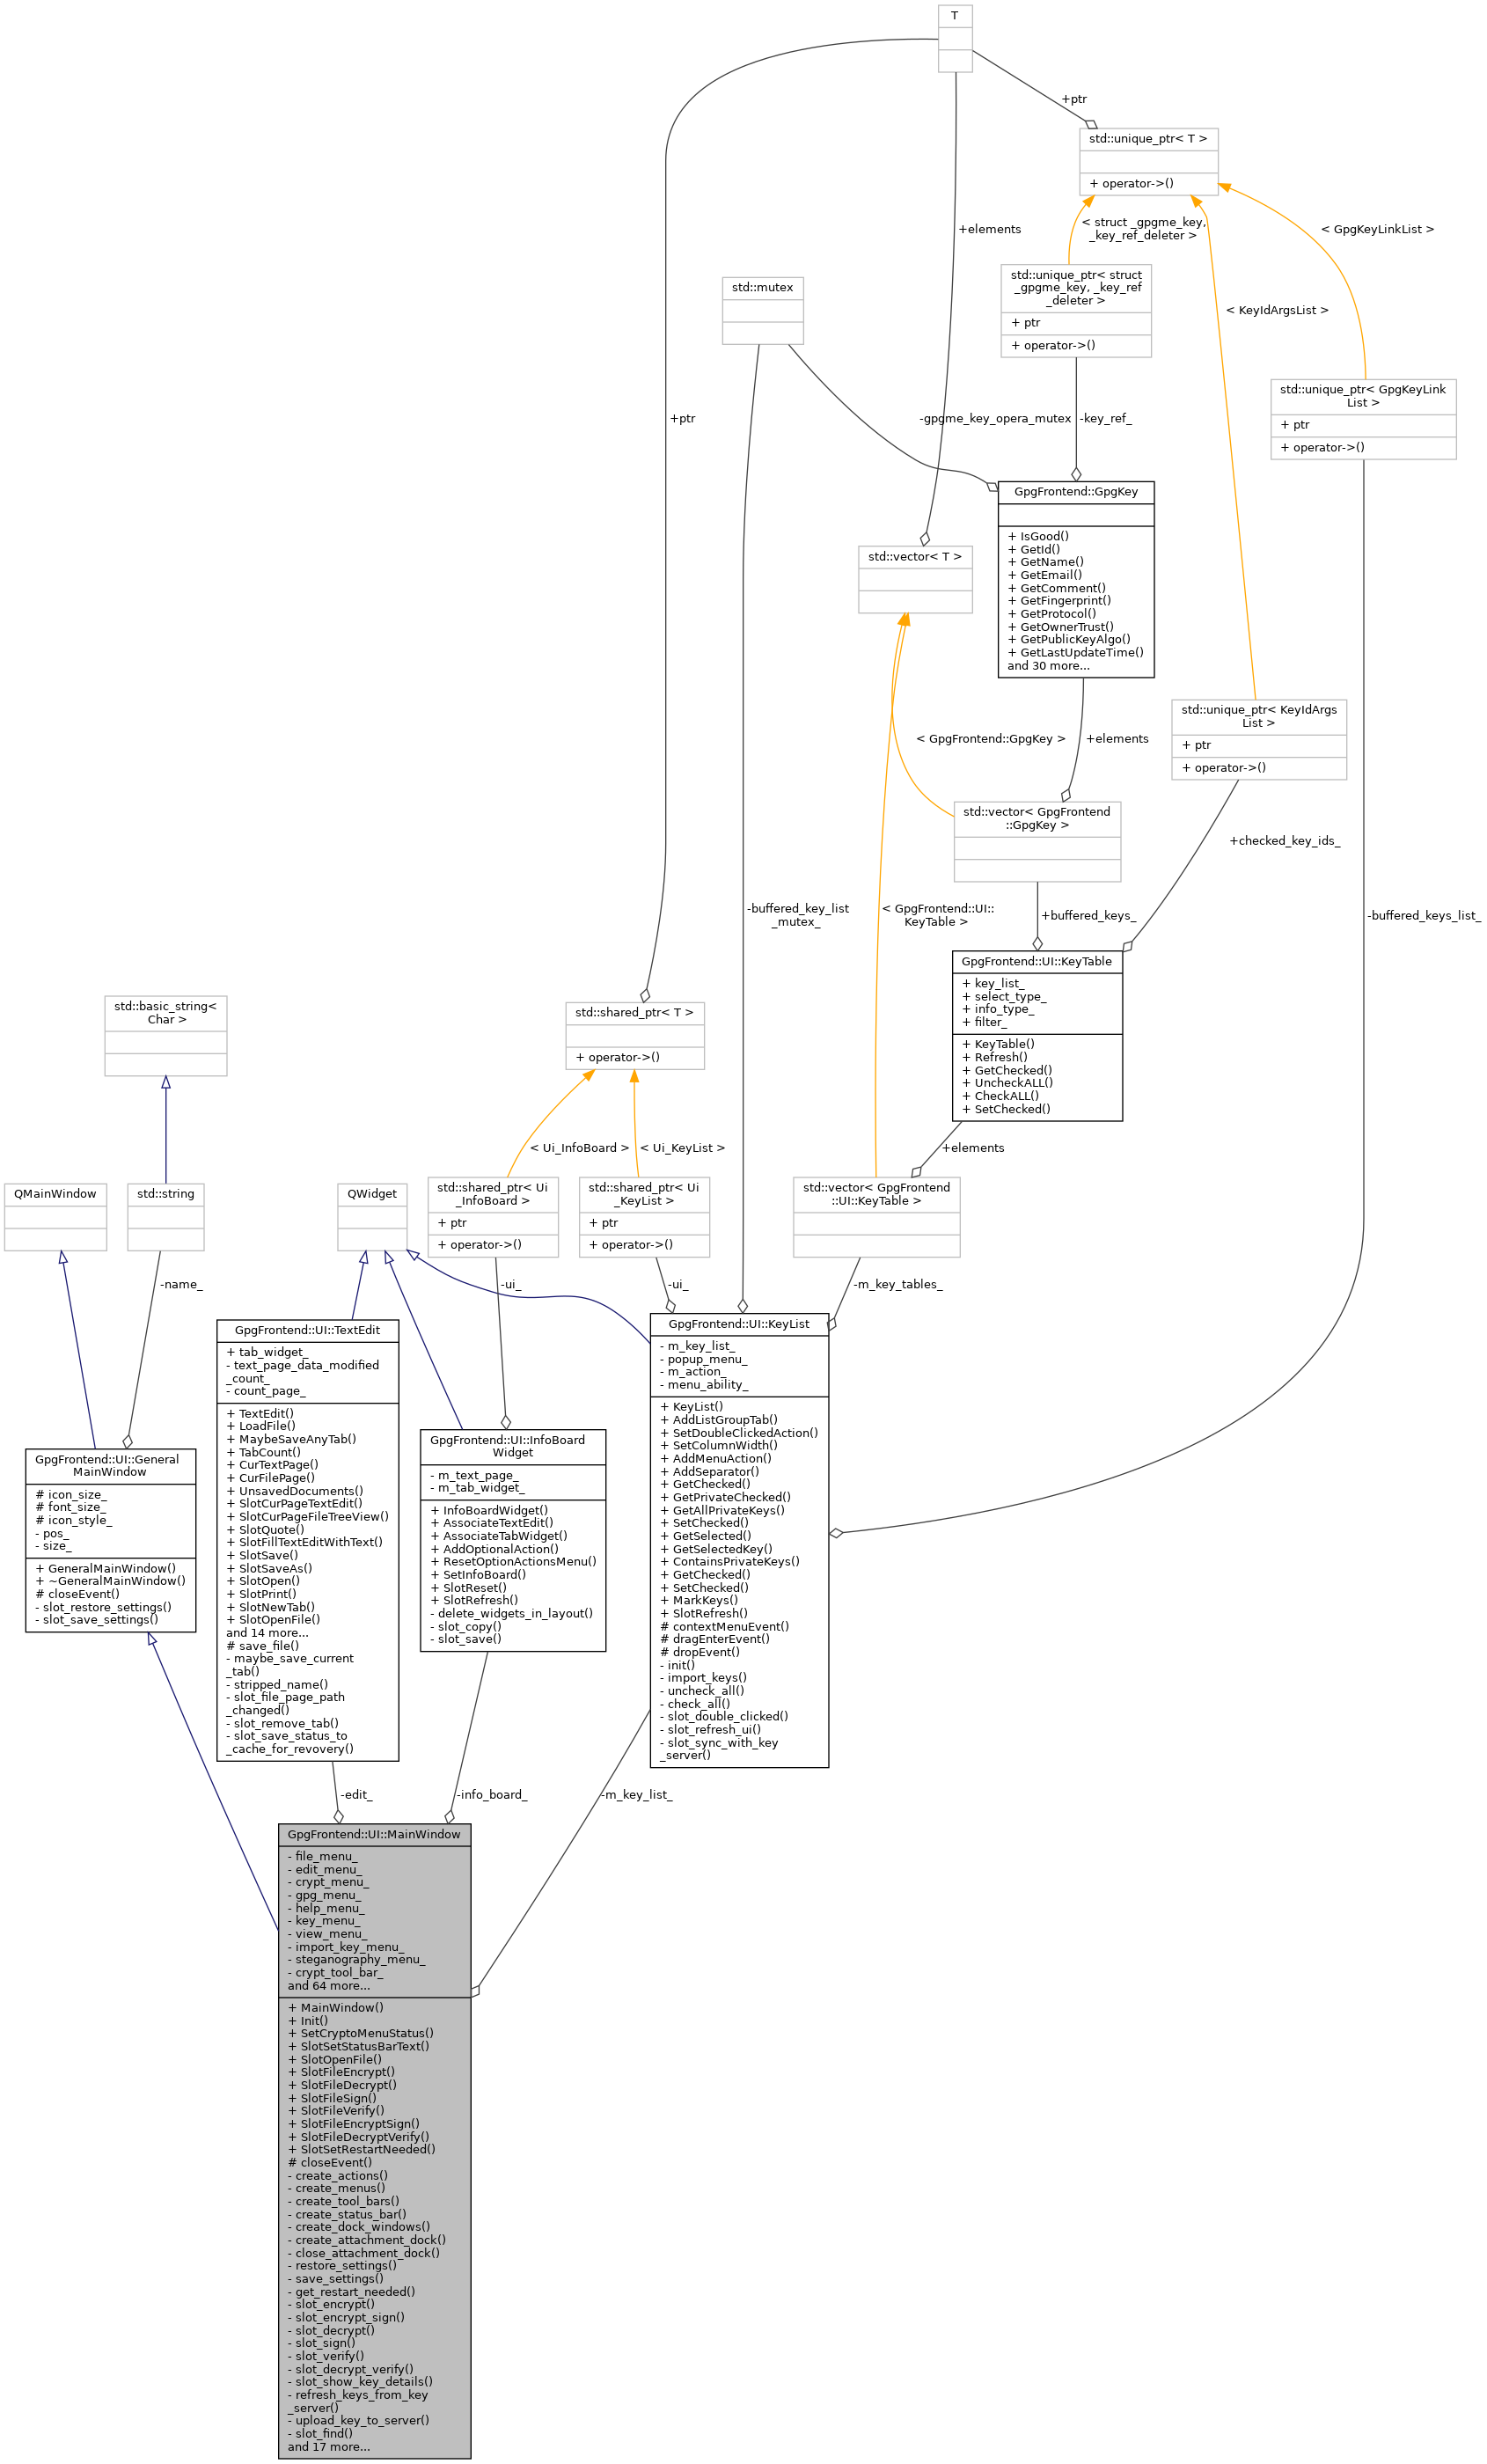 T
+ptr
std::unique_ptr< T >
+ operator->()
+elements
< struct _gpgme_key,
_key_ref_deleter >
< GpgKeyLinkList >
std::mutex
std::unique_ptr< struct
_gpgme_key, _key_ref
_deleter >
+ ptr
+ operator->()
< KeyIdArgsList >
std::unique_ptr< GpgKeyLink
List >
+ ptr
+ operator->()
+ptr
-gpgme_key_opera_mutex
-key_ref_
GpgFrontend::GpgKey
+ IsGood()
+ GetId()
+ GetName()
+ GetEmail()
+ GetComment()
+ GetFingerprint()
+ GetProtocol()
+ GetOwnerTrust()
+ GetPublicKeyAlgo()
+ GetLastUpdateTime()
and 30 more...
std::vector< T >
std::unique_ptr< KeyIdArgs
List >
+ ptr
+ operator->()
< GpgFrontend::GpgKey >
+elements
std::vector< GpgFrontend
::GpgKey >
+checked_key_ids_
-buffered_key_list
_mutex_
< GpgFrontend::UI::
KeyTable >
+buffered_keys_
-buffered_keys_list_
GpgFrontend::UI::KeyTable
+ key_list_
+ select_type_
+ info_type_
+ filter_
+ KeyTable()
+ Refresh()
+ GetChecked()
+ UncheckALL()
+ CheckALL()
+ SetChecked()
std::basic_string<
Char >
std::shared_ptr< T >
+ operator->()
< Ui_InfoBoard >
< Ui_KeyList >
+elements
QMainWindow
std::string
QWidget
std::shared_ptr< Ui
_InfoBoard >
+ ptr
+ operator->()
std::shared_ptr< Ui
_KeyList >
+ ptr
+ operator->()
std::vector< GpgFrontend
::UI::KeyTable >
-name_
-ui_
-ui_
-m_key_tables_
GpgFrontend::UI::TextEdit
+ tab_widget_
- text_page_data_modified
_count_
- count_page_
+ TextEdit()
+ LoadFile()
+ MaybeSaveAnyTab()
+ TabCount()
+ CurTextPage()
+ CurFilePage()
+ UnsavedDocuments()
+ SlotCurPageTextEdit()
+ SlotCurPageFileTreeView()
+ SlotQuote()
+ SlotFillTextEditWithText()
+ SlotSave()
+ SlotSaveAs()
+ SlotOpen()
+ SlotPrint()
+ SlotNewTab()
+ SlotOpenFile()
and 14 more...
# save_file()
- maybe_save_current
_tab()
- stripped_name()
- slot_file_page_path
_changed()
- slot_remove_tab()
- slot_save_status_to
_cache_for_revovery()
GpgFrontend::UI::KeyList
- m_key_list_
- popup_menu_
- m_action_
- menu_ability_
+ KeyList()
+ AddListGroupTab()
+ SetDoubleClickedAction()
+ SetColumnWidth()
+ AddMenuAction()
+ AddSeparator()
+ GetChecked()
+ GetPrivateChecked()
+ GetAllPrivateKeys()
+ SetChecked()
+ GetSelected()
+ GetSelectedKey()
+ ContainsPrivateKeys()
+ GetChecked()
+ SetChecked()
+ MarkKeys()
+ SlotRefresh()
# contextMenuEvent()
# dragEnterEvent()
# dropEvent()
- init()
- import_keys()
- uncheck_all()
- check_all()
- slot_double_clicked()
- slot_refresh_ui()
- slot_sync_with_key
_server()
GpgFrontend::UI::InfoBoard
Widget
- m_text_page_
- m_tab_widget_
+ InfoBoardWidget()
+ AssociateTextEdit()
+ AssociateTabWidget()
+ AddOptionalAction()
+ ResetOptionActionsMenu()
+ SetInfoBoard()
+ SlotReset()
+ SlotRefresh()
- delete_widgets_in_layout()
- slot_copy()
- slot_save()
GpgFrontend::UI::General
MainWindow
# icon_size_
# font_size_
# icon_style_
- pos_
- size_
+ GeneralMainWindow()
+ ~GeneralMainWindow()
# closeEvent()
- slot_restore_settings()
- slot_save_settings()
-edit_
-info_board_
-m_key_list_
GpgFrontend::UI::MainWindow
- file_menu_
- edit_menu_
- crypt_menu_
- gpg_menu_
- help_menu_
- key_menu_
- view_menu_
- import_key_menu_
- steganography_menu_
- crypt_tool_bar_
and 64 more...
+ MainWindow()
+ Init()
+ SetCryptoMenuStatus()
+ SlotSetStatusBarText()
+ SlotOpenFile()
+ SlotFileEncrypt()
+ SlotFileDecrypt()
+ SlotFileSign()
+ SlotFileVerify()
+ SlotFileEncryptSign()
+ SlotFileDecryptVerify()
+ SlotSetRestartNeeded()
# closeEvent()
- create_actions()
- create_menus()
- create_tool_bars()
- create_status_bar()
- create_dock_windows()
- create_attachment_dock()
- close_attachment_dock()
- restore_settings()
- save_settings()
- get_restart_needed()
- slot_encrypt()
- slot_encrypt_sign()
- slot_decrypt()
- slot_sign()
- slot_verify()
- slot_decrypt_verify()
- slot_show_key_details()
- refresh_keys_from_key
_server()
- upload_key_to_server()
- slot_find()
and 17 more...